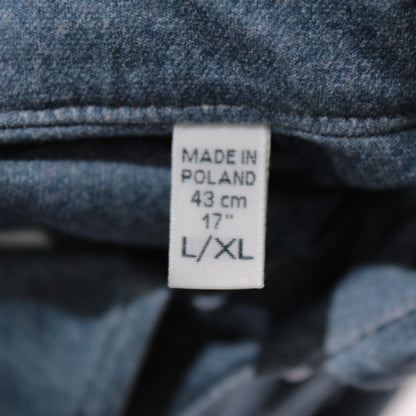 MADE IN
POLAND
43 cm
17"
L/XL